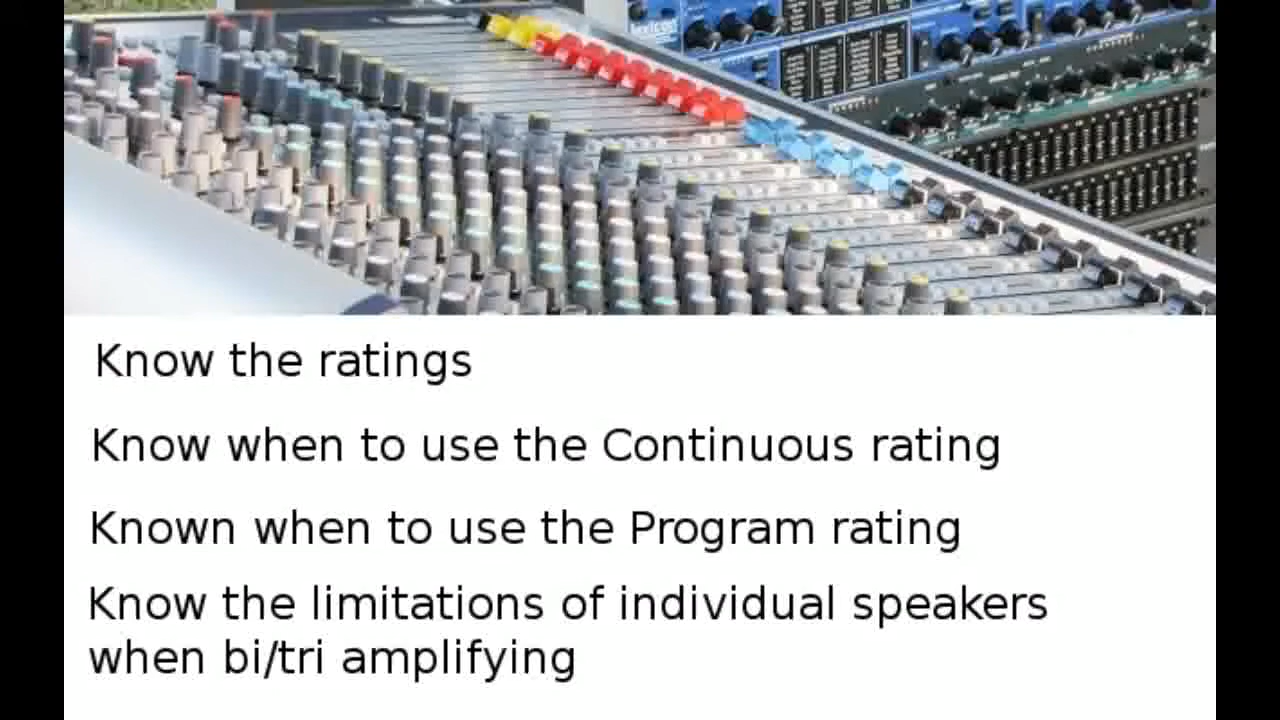 Know the ratings
Know when to use the Continuous rating
Known when to use the Program rating
Know the limitations of individual speakers
when bi/tri amplifying